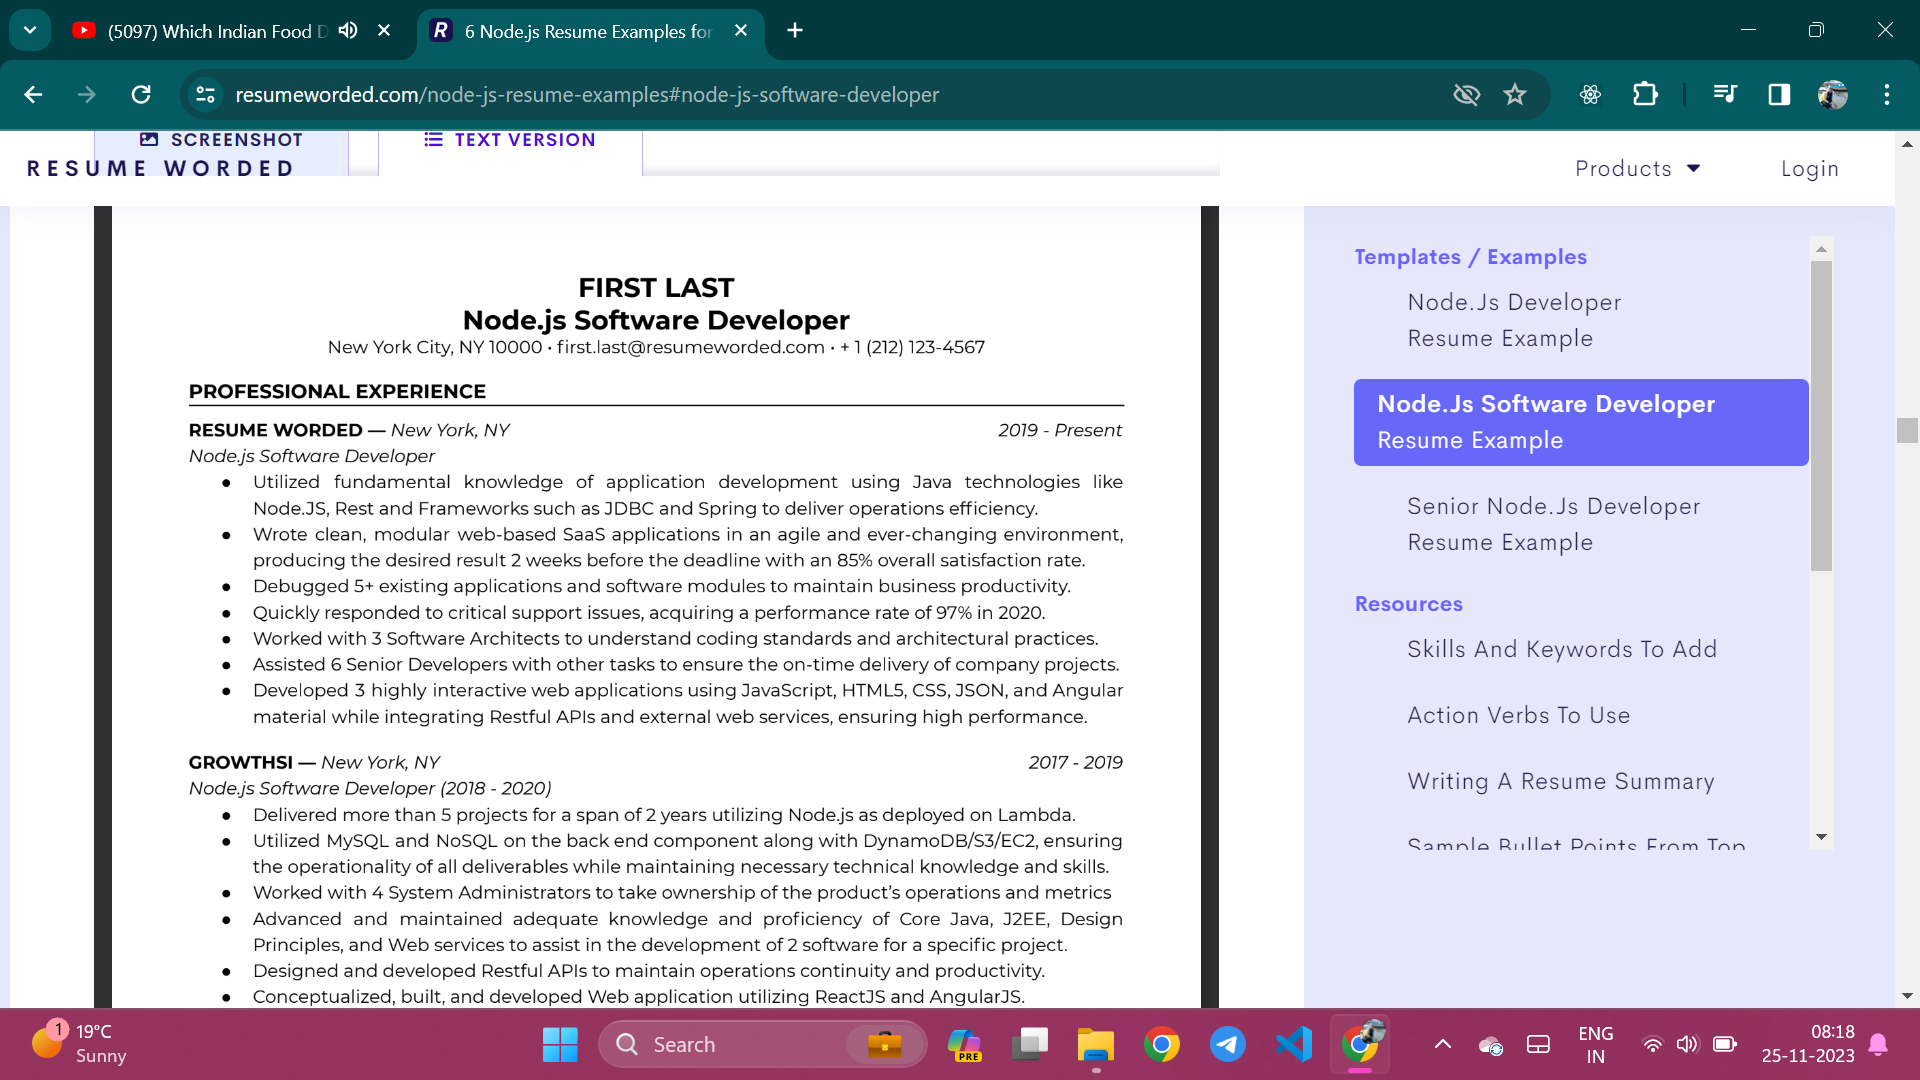 (5097) Which Indian Food D
6 Node.js Resume Examples for
resumeworded.com/node-js-resume-examples#node-js-software-developer
SCREENSHOT
TEXT VERSION
RESUME WORDED
Products
Login
FIRST LAST
Node.js Software Developer
New York City, NY 10000 • first.last@resumeworded.com • + 1 (212) 123-4567
PROFESSIONAL EXPERIENCE
RESUME WORDED — New York, NY 2019 - Present
Node.js Software Developer
● Utilized fundamental knowledge of application development using Java technologies like
Node.JS, Rest and Frameworks such as JDBC and Spring to deliver operations efficiency.
● Wrote clean, modular web-based SaaS applications in an agile and ever-changing environment,
producing the desired result 2 weeks before the deadline with an 85% overall satisfaction rate.
● Debugged 5+ existing applications and software modules to maintain business productivity.
● Quickly responded to critical support issues, acquiring a performance rate of 97% in 2020.
● Worked with 3 Software Architects to understand coding standards and architectural practices.
● Assisted 6 Senior Developers with other tasks to ensure the on-time delivery of company projects.
● Developed 3 highly interactive web applications using JavaScript, HTML5, CSS, JSON, and Angular
material while integrating Restful APIs and external web services, ensuring high performance.
GROWTHSI — New York, NY 2017 - 2019
Node.js Software Developer (2018 - 2020)
● Delivered more than 5 projects for a span of 2 years utilizing Node.js as deployed on Lambda.
● Utilized MySQL and NoSQL on the back end component along with DynamoDB/S3/EC2, ensuring
the operationality of all deliverables while maintaining necessary technical knowledge and skills.
● Worked with 4 System Administrators to take ownership of the product’s operations and metrics
● Advanced and maintained adequate knowledge and proficiency of Core Java, J2EE, Design
Principles, and Web services to assist in the development of 2 software for a specific project.
● Designed and developed Restful APIs to maintain operations continuity and productivity.
● Conceptualized, built, and developed Web application utilizing ReactJS and AngularJS.
Templates / Examples
Node.Js Developer
Resume Example
Node.Js Software Developer
Resume Example
Senior Node.Js Developer
Resume Example
Resources
Skills And Keywords To Add
Action Verbs To Use
Writing A Resume Summary
Sample Bullet Points From Top
1
19°C
Sunny
Search
PRE
ENG
IN
08:18
25-11-2023